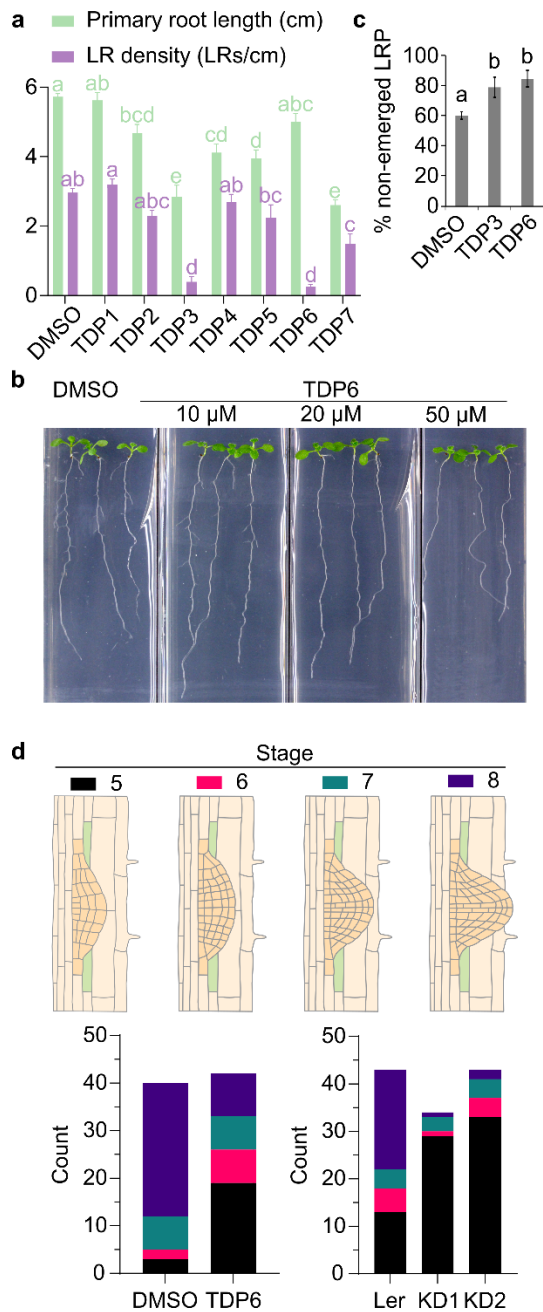 a
Primary root length (cm)
LR density (LRs/cm)
6
4
2
0
a
ab
ab
a
bcd
abc
e
d
cd
ab
d
bc
abc
d
e
c
DMSO
TDP1
TDP2
TDP3
TDP4
TDP5
TDP6
TDP7
c
% non-emerged LRP
100
80
60
40
20
0
a
b
b
DMSO
TDP3
TDP6
b
DMSO
TDP6
10 µM
20 µM
50 µM
d
Stage
5
6
7
8
Count
50
40
30
20
10
0
DMSO
TDP6
Count
50
40
30
20
10
0
Ler
KD1
KD2